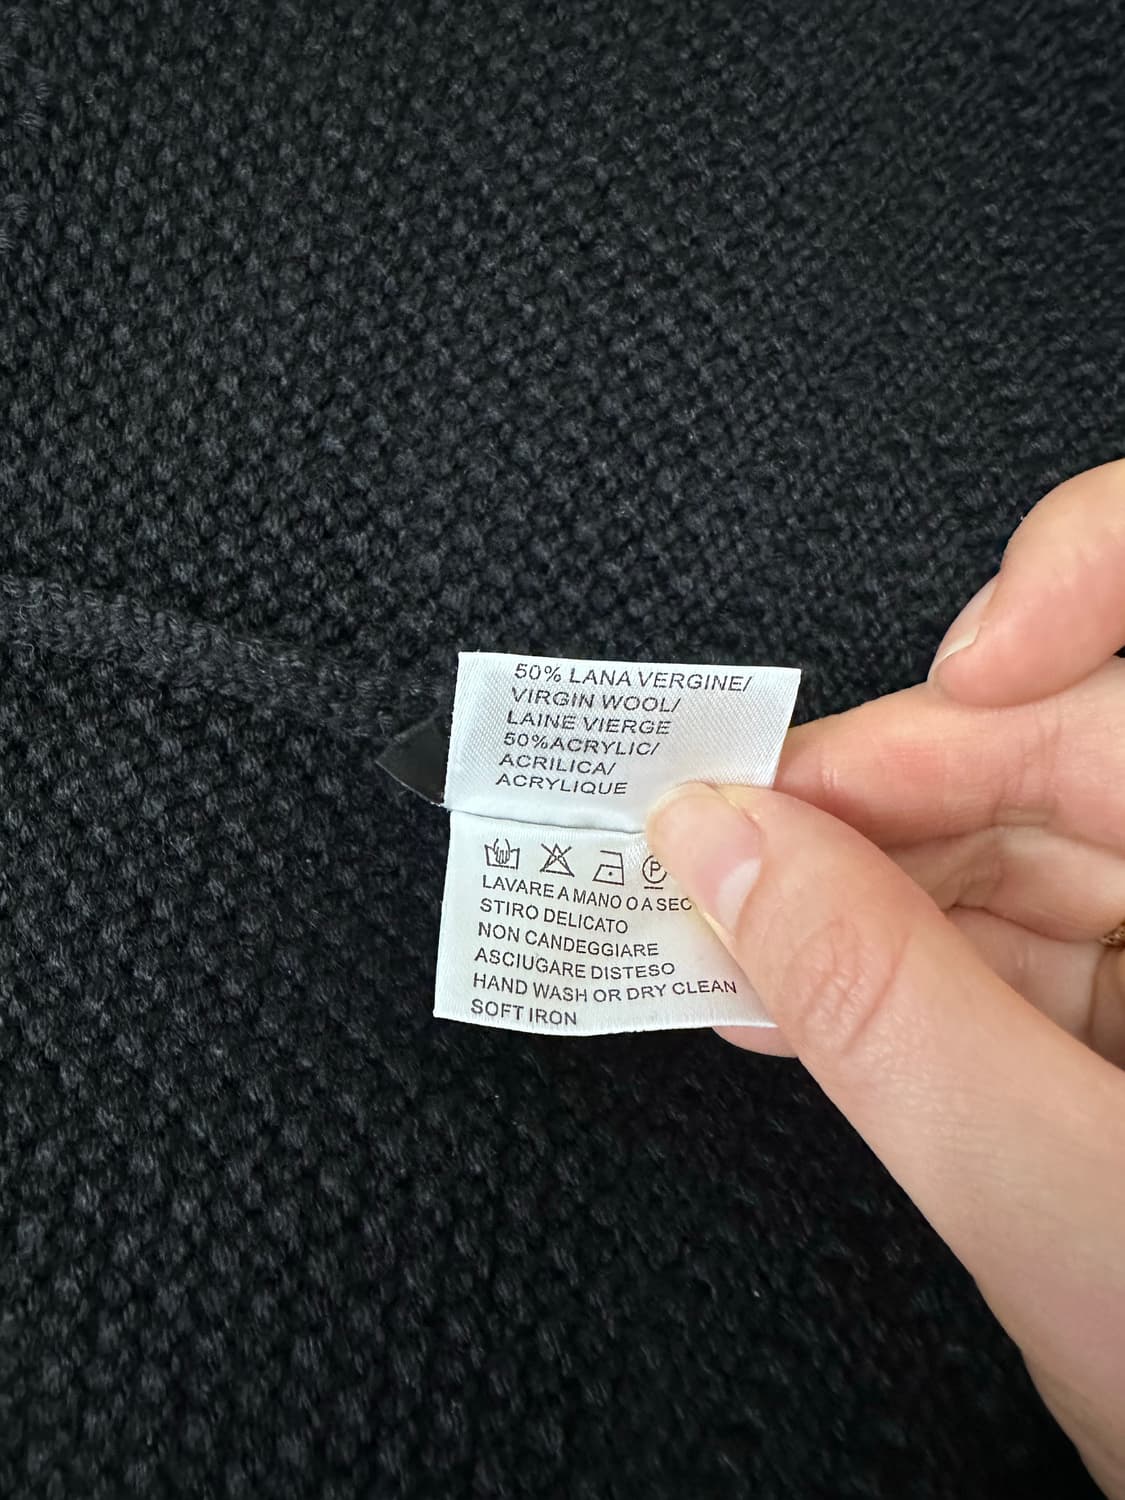 50% LANA VERGINE/
VIRGIN WOOL/
LAINE VIERGE
50%ACRYLIC/
ACRILICA/
ACRYLIQUE
P
LAVARE A MANO O A
STIRO DELICATO
NON CANDEGGIARE
ASCIUGARE DISTESO
HAND WASH OR DRY CLEAN
SOFT IRON